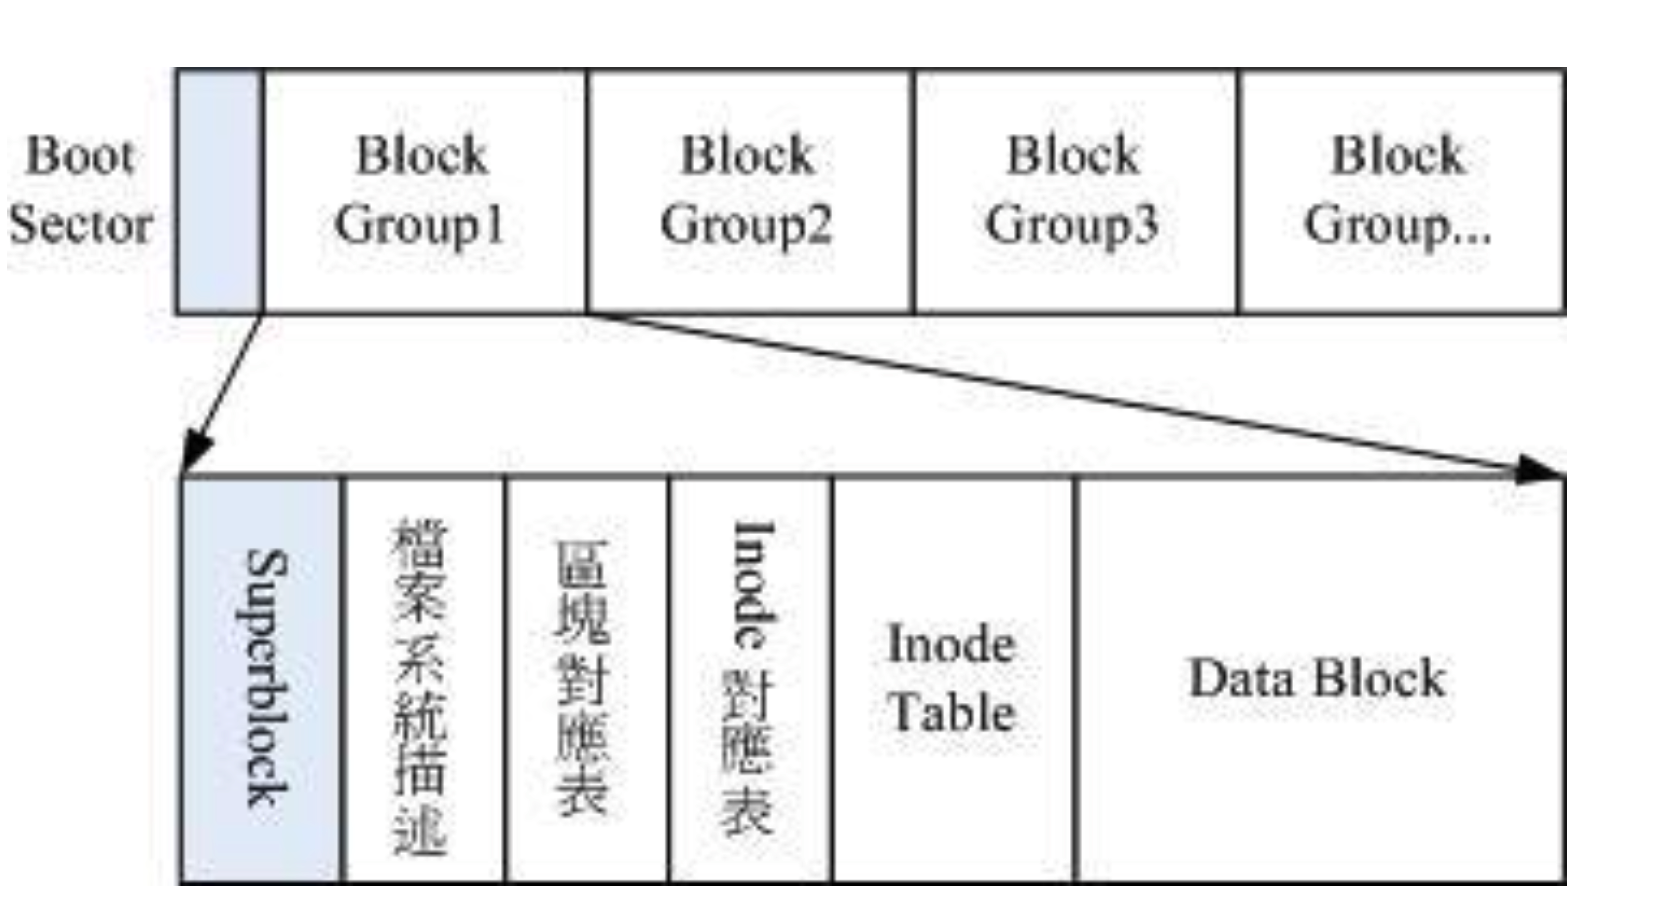 Boot
Sector
Block
Group1
Block
Group2
Block
Group3
Block
Group...
Superblock
檔案系統描述
區塊對應表
Inode 對應表
Inode
Table
Data Block